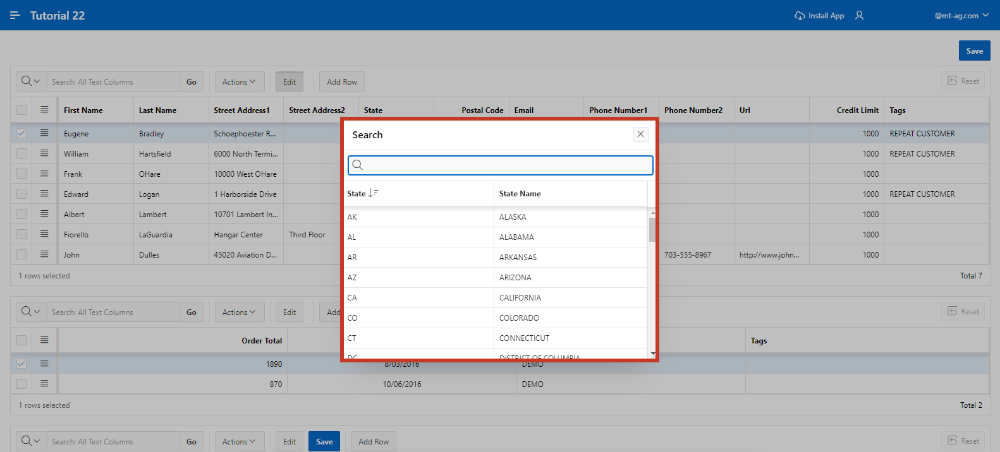 Tutorial 22 Install App @mt-ag.com
Save
Search: All Text Columns Go Actions Edit Add Row Reset
First Name Last Name Street Address1 Street Address2 State Postal Code Email Phone Number1 Phone Number2 Url Credit Limit Tags
Eugene Bradley Schoephoester R... 1000 REPEAT CUSTOMER
William Hartsfield 6000 North Termi... 1000 REPEAT CUSTOMER
Frank OHare 10000 West OHare 1000
Edward Logan 1 Harborside Drive 1000 REPEAT CUSTOMER
Albert Lambert 10701 Lambert In... 1000
Fiorello LaGuardia Hangar Center Third Floor 1000
John Dulles 45020 Aviation D... 703-555-8967 http://www.john... 1000
1 rows selected Total 7
Search
State State Name
AK ALASKA
AL ALABAMA
AR ARKANSAS
AZ ARIZONA
CA CALIFORNIA
CO COLORADO
CT CONNECTICUT
DC DISTRICT OF COLUMBIA
Search: All Text Columns Go Actions Edit Add Reset
Order Total Tags
1890 8/03/2016 DEMO
870 10/06/2016 DEMO
1 rows selected Total 2
Search: All Text Columns Go Actions Edit Save Add Row Reset